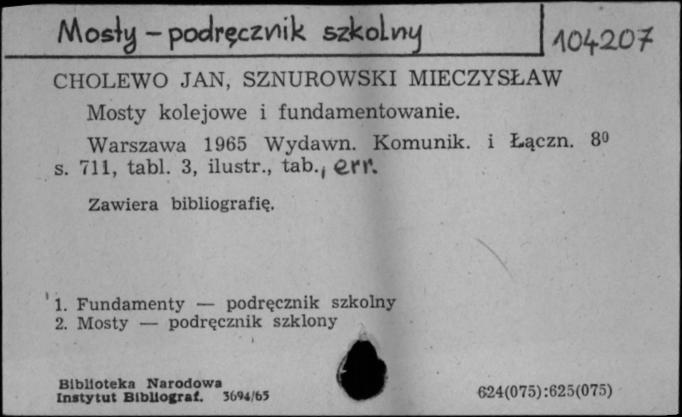 Mosty – podręcznik szkolny
104207
CHOLEWO JAN, SZNUROWSKI MIECZYSŁAW
Mosty kolejowe i fundamentowanie.
Warszawa 1965 Wydawn. Komunik. i Łączn. 8⁰
s. 711, tabl. 3, ilustr., tab., err.
Zawiera bibliografię.
1. Fundamenty — podręcznik szkolny
2. Mosty — podręcznik szklony
Biblioteka Narodowa
Instytut Bibliograf. 3694/65
624(075):625(075)